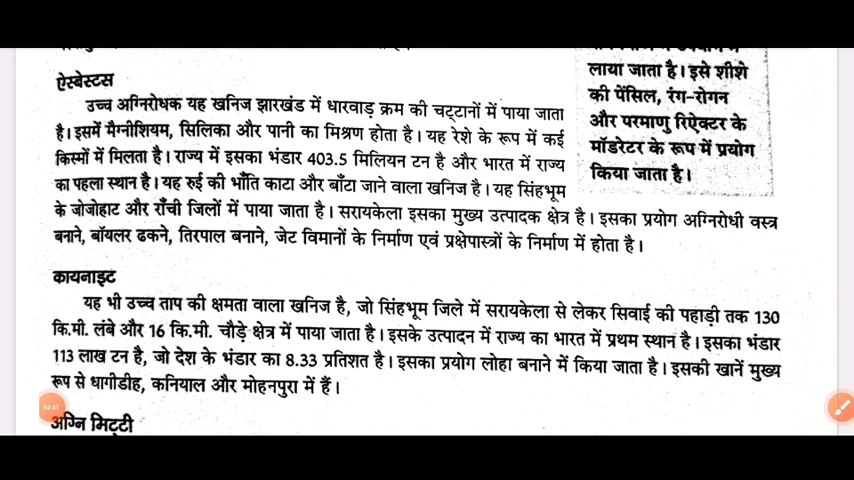 ऐस्बेस्टस
उच्च अग्निरोधक यह खनिज झारखंड में धारवाड़ क्रम की चट्टानों में पाया जाता
है। इसमें मैग्नीशियम, सिलिका और पानी का मिश्रण होता है। यह रेशे के रूप में कई
किस्मों में मिलता है। राज्य में इसका भंडार 403.5 मिलियन टन है और भारत में राज्य
का पहला स्थान है। यह रुई की भाँति काटा और बाँटा जाने वाला खनिज है। यह सिंहभूम
के जोजोहाट और राँची जिलों में पाया जाता है। सरायकेला इसका मुख्य उत्पादक क्षेत्र है। इसका प्रयोग अग्निरोधी वस्त्र
बनाने, बॉयलर ढकने, तिरपाल बनाने, जेट विमानों के निर्माण एवं प्रक्षेपास्त्रों के निर्माण में होता है।
लाया जाता है। इसे शीशे
की पेंसिल, रंग-रोगन
और परमाणु रिऐक्टर के
मॉडरेटर के रूप में प्रयोग
किया जाता है।
कायनाइट
यह भी उच्च ताप की क्षमता वाला खनिज है, जो सिंहभूम जिले में सरायकेला से लेकर सिवाई की पहाड़ी तक 130
कि.मी. लंबे और 16 कि.मी. चौड़े क्षेत्र में पाया जाता है। इसके उत्पादन में राज्य का भारत में प्रथम स्थान है। इसका भंडार
113 लाख टन है, जो देश के भंडार का 8.33 प्रतिशत है। इसका प्रयोग लोहा बनाने में किया जाता है। इसकी खानें मुख्य
रूप से धागीडीह, कनियाल और मोहनपुरा में हैं।
54:41
अग्नि मिट्टी